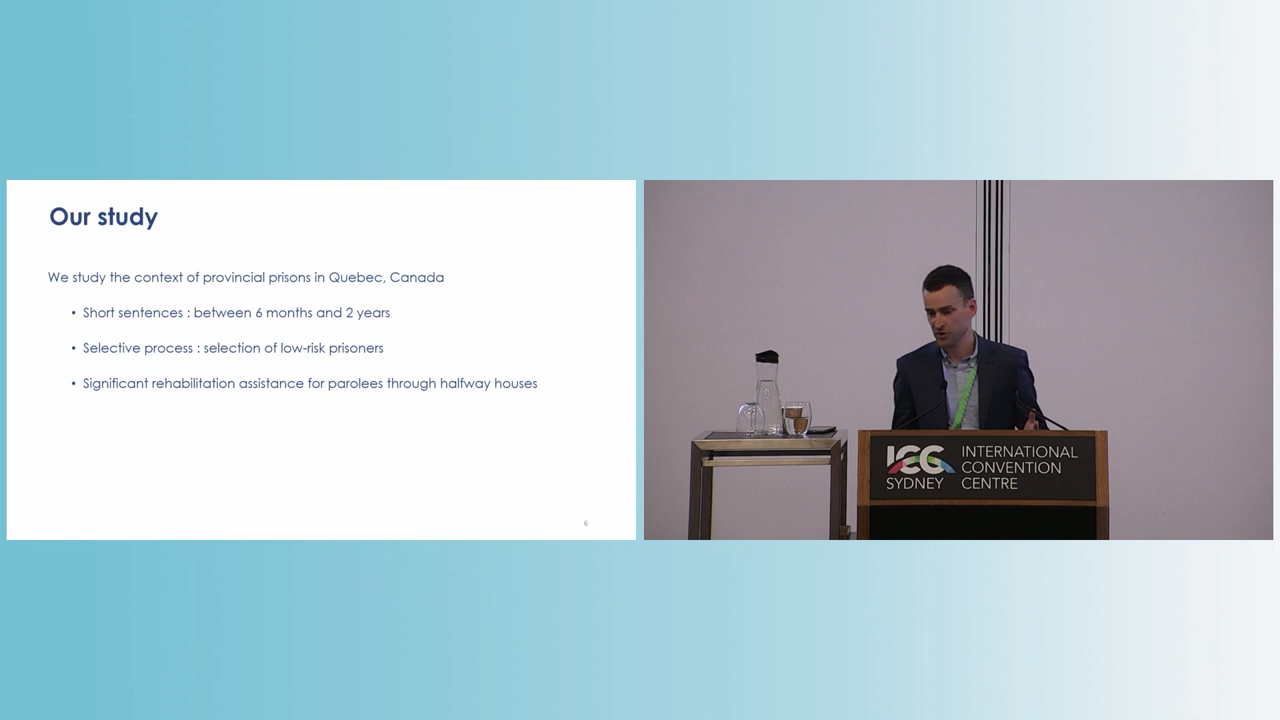 Our study
We study the context of provincial prisons in Quebec, Canada
• Short sentences : between 6 months and 2 years
• Selective process : selection of low-risk prisoners
• Significant rehabilitation assistance for parolees through halfway houses
6
ICC
SYDNEY
INTERNATIONAL
CONVENTION
CENTRE